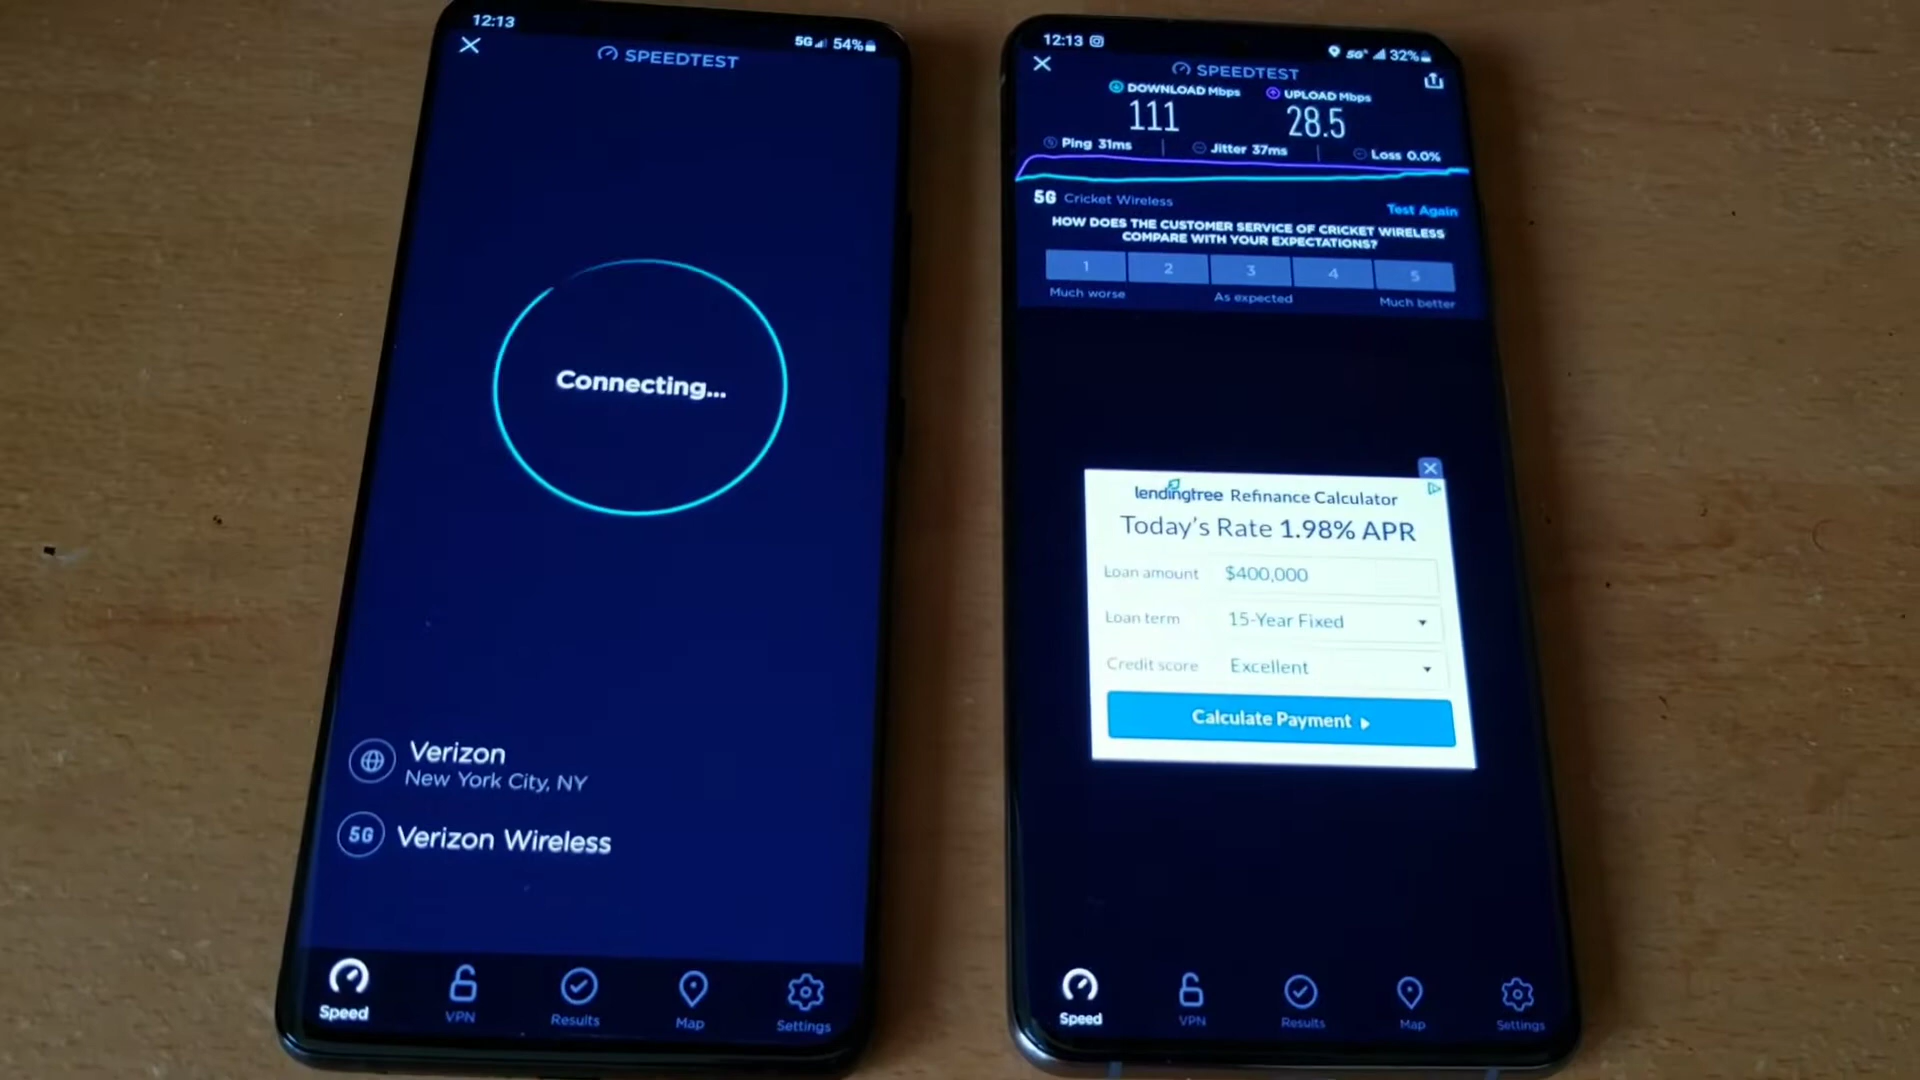 12:13
5G 54%
SPEEDTEST
Connecting...
Verizon
New York City, NY
5G Verizon Wireless
Speed VPN Results Map Settings
12:13
5G+ 32%
SPEEDTEST
DOWNLOAD Mbps UPLOAD Mbps
111 28.5
Ping 31ms Jitter 37ms Loss 0.0%
5G Cricket Wireless
Test Again
HOW DOES THE CUSTOMER SERVICE OF CRICKET WIRELESS
COMPARE WITH YOUR EXPECTATIONS?
1 2 3 4 5
Much worse As expected Much better
lendingtree Refinance Calculator
Today's Rate 1.98% APR
Loan amount $400,000
Loan term 15-Year Fixed
Credit score Excellent
Calculate Payment
Speed VPN Results Map Settings